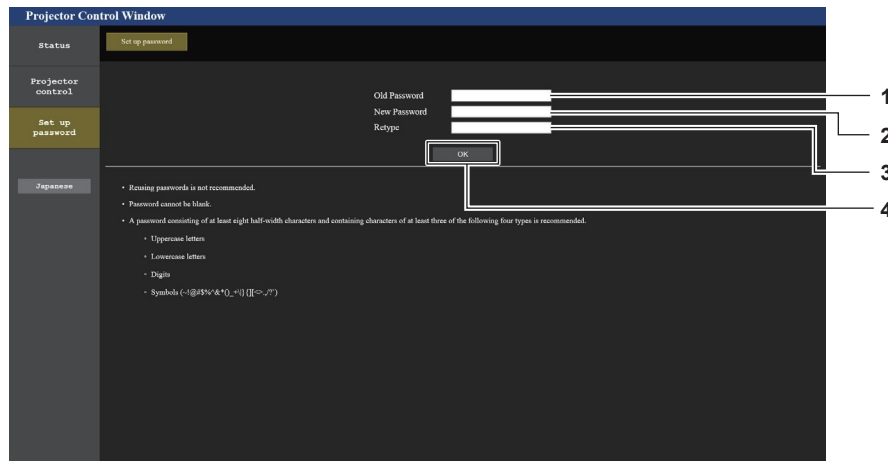 Projector Control Window
Status
Set up password
Projector
control
Set up
password
Japanese
Old Password
New Password
Retype
OK
1
2
3
4
• Reusing passwords is not recommended.
• Password cannot be blank.
• A password consisting of at least eight half-width characters and containing characters of at least three of the following four types is recommended.
• Uppercase letters
• Lowercase letters
• Digits
• Symbols